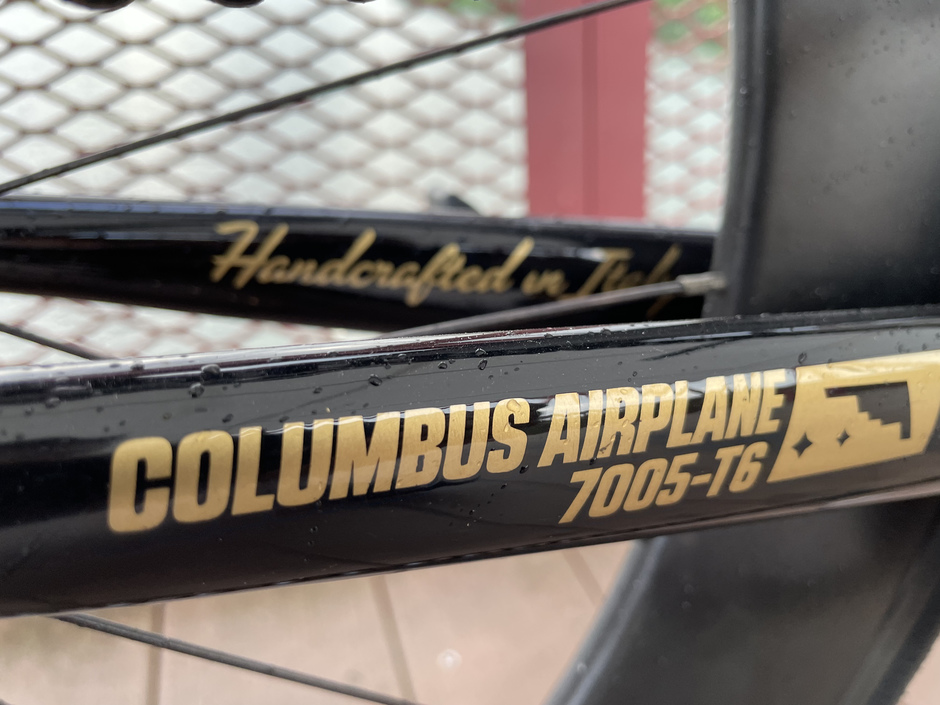 Handcrafted in Italy
COLUMBUS AIRPLANE
7005-T6